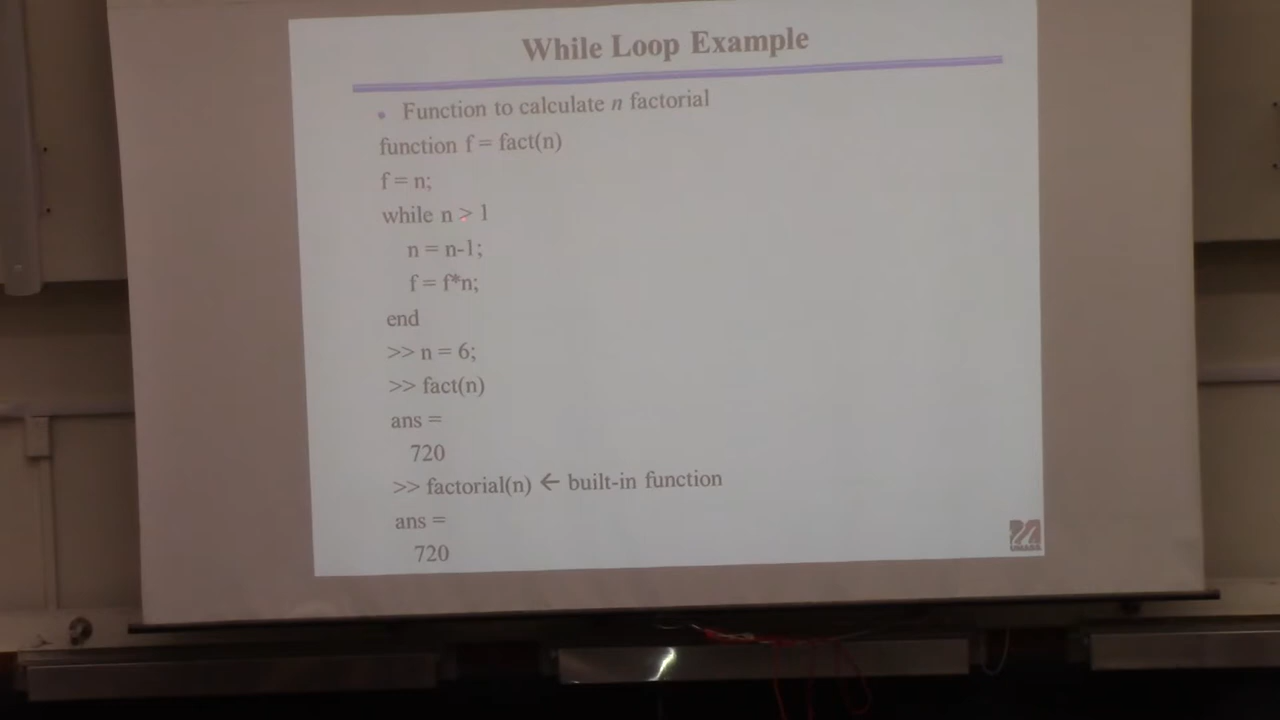 While Loop Example
• Function to calculate n factorial
function f = fact(n)
f = n;
while n > 1
n = n-1;
f = f*n;
end
>> n = 6;
>> fact(n)
ans =
720
>> factorial(n) ← built-in function
ans =
720